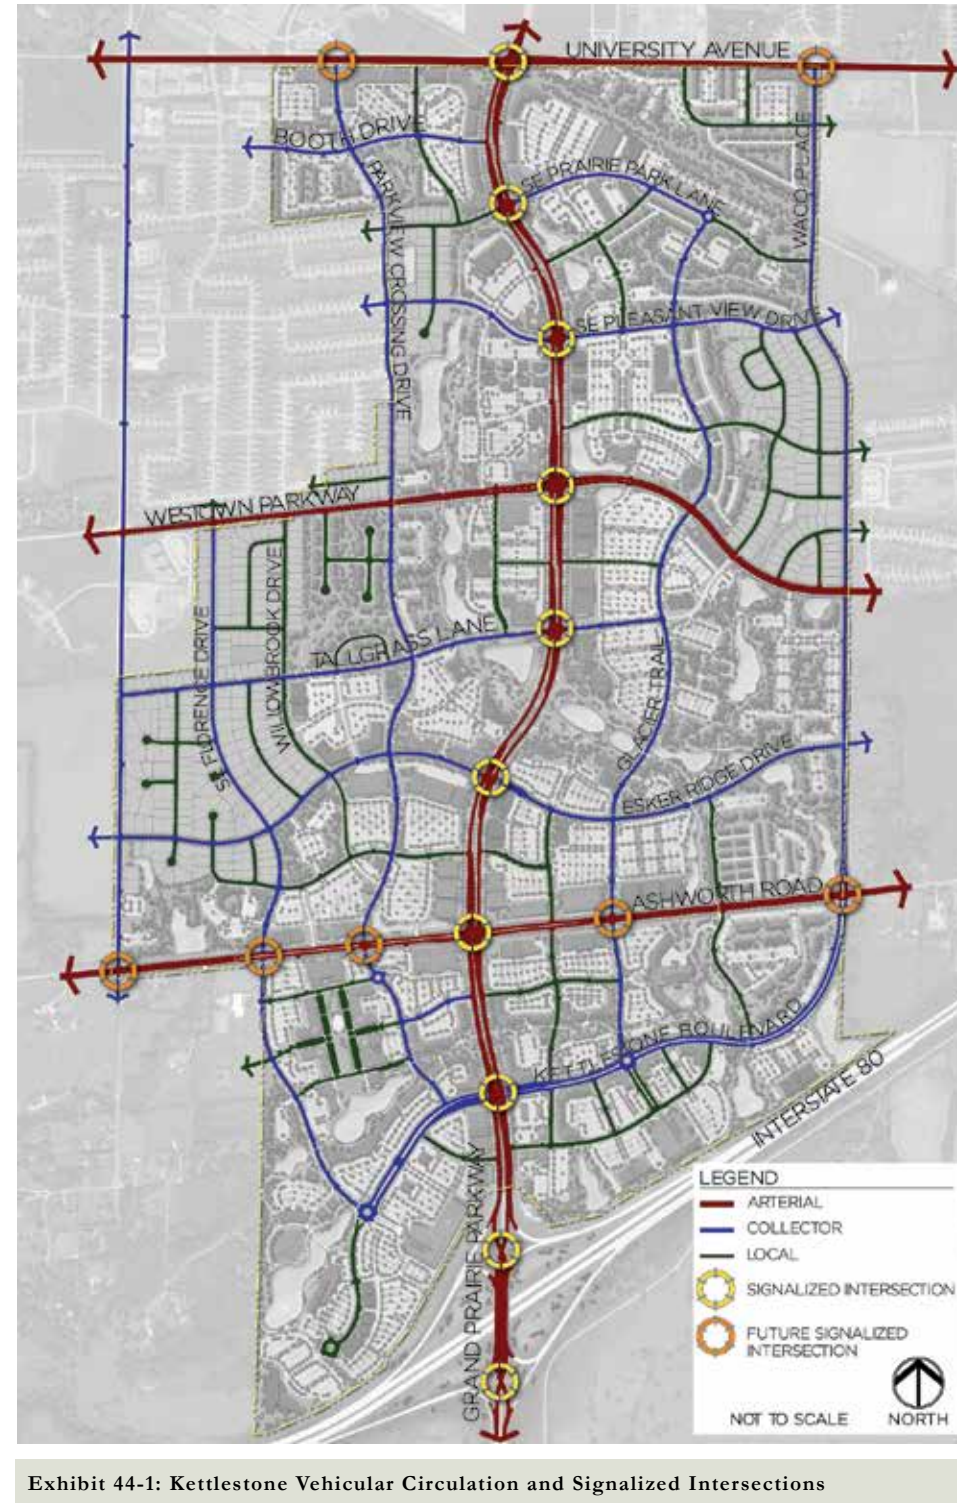 UNIVERSITY AVENUE
BOOTH DRIVE
PARKVIEW CROSSING DRIVE
SE PRAIRIE PARK LANE
WACO PLACE
SE PLEASANT VIEW DRIVE
WESTOWN PARKWAY
SE FLORENCE DRIVE
WILLOWBROOK DRIVE
TALLGRASS LANE
GLACIER TRAIL
ESKER RIDGE DRIVE
ASHWORTH ROAD
KETTLESTONE BOULEVARD
INTERSTATE 80
GRAND PRAIRIE PARKWAY
LEGEND
ARTERIAL
COLLECTOR
LOCAL
SIGNALIZED INTERSECTION
FUTURE SIGNALIZED
INTERSECTION
NOT TO SCALE
NORTH
Exhibit 44-1: Kettlestone Vehicular Circulation and Signalized Intersections